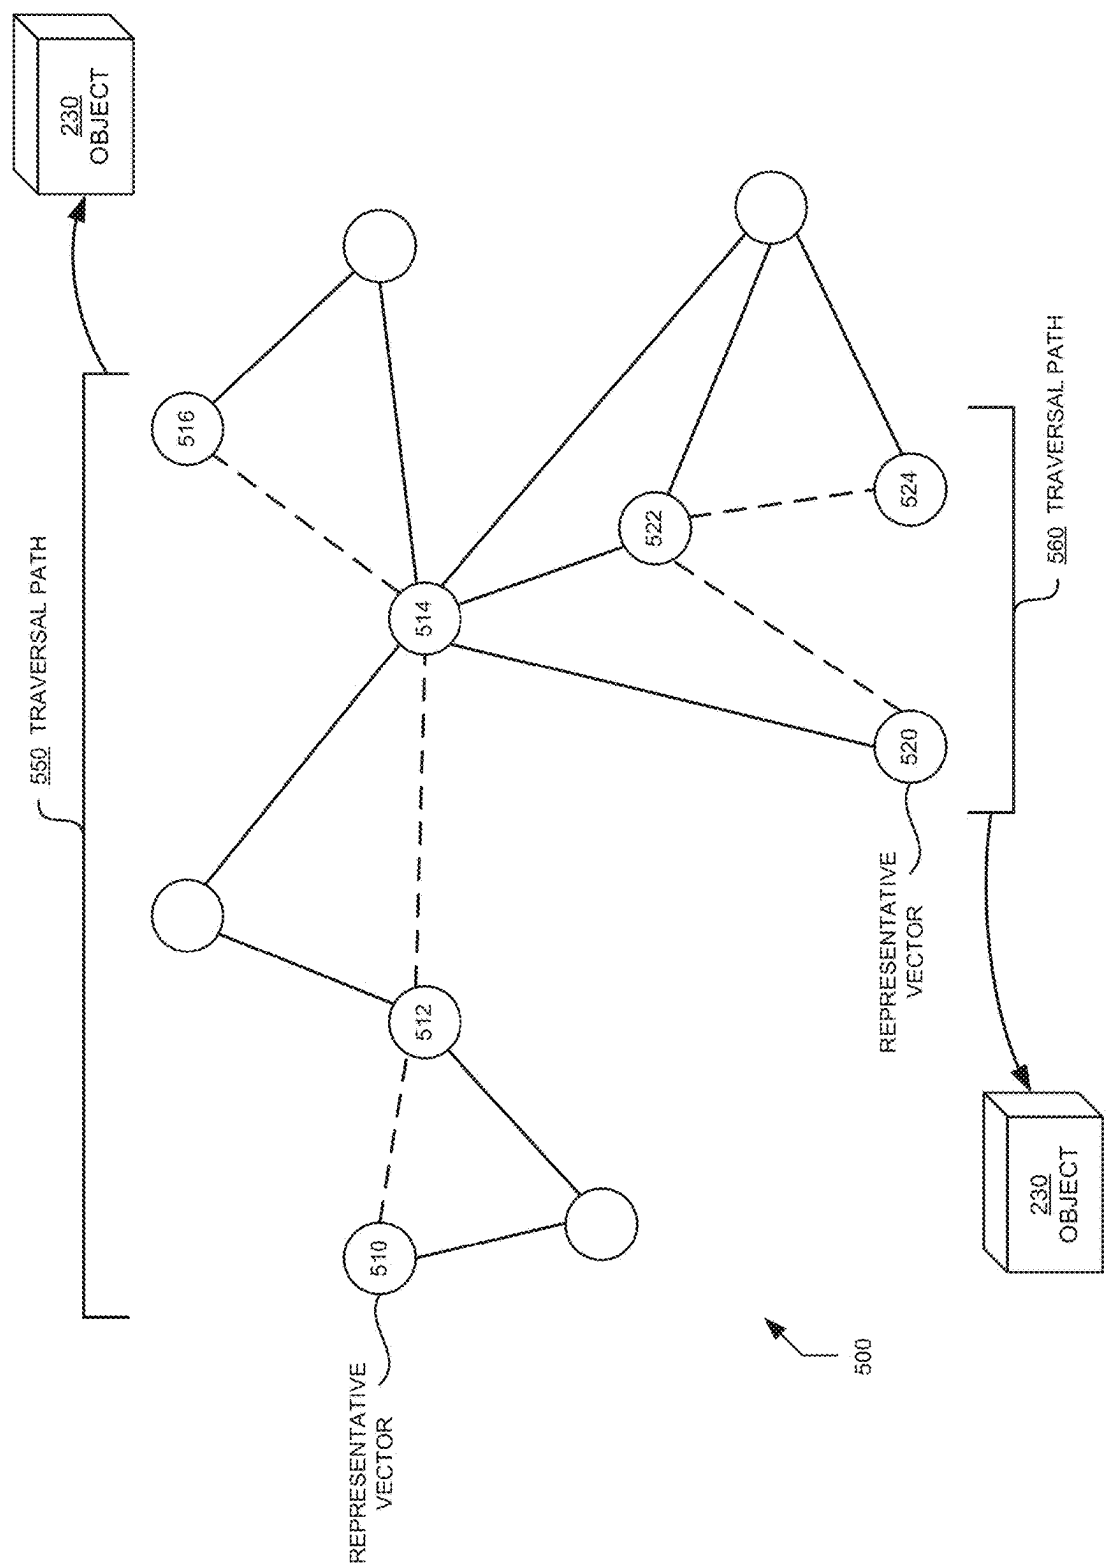 550 TRAVERSAL PATH
230
OBJECT
516
REPRESENTATIVE
VECTOR
510
512
514
522
524
520
REPRESENTATIVE
VECTOR
560 TRAVERSAL PATH
500
230
OBJECT